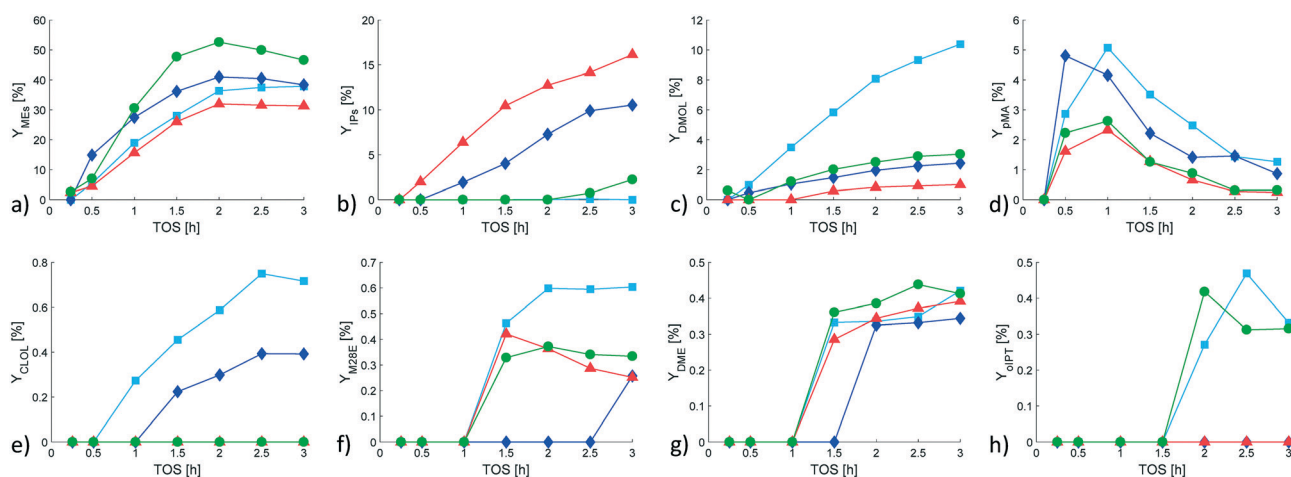 a)
Y_MEs [%]
60
50
40
30
20
10
0
0 0.5 1 1.5 2 2.5 3
TOS [h]
b)
Y_IPs [%]
20
15
10
5
0
0 0.5 1 1.5 2 2.5 3
TOS [h]
c)
Y_DMOL [%]
12
10
8
6
4
2
0
0 0.5 1 1.5 2 2.5 3
TOS [h]
d)
Y_pMA [%]
6
5
4
3
2
1
0
0 0.5 1 1.5 2 2.5 3
TOS [h]
e)
Y_CLOL [%]
0.8
0.6
0.4
0.2
0
0 0.5 1 1.5 2 2.5 3
TOS [h]
f)
Y_M28E [%]
0.7
0.6
0.5
0.4
0.3
0.2
0.1
0
0 0.5 1 1.5 2 2.5 3
TOS [h]
g)
Y_DME [%]
0.5
0.4
0.3
0.2
0.1
0
0 0.5 1 1.5 2 2.5 3
TOS [h]
h)
Y_olPT [%]
0.5
0.4
0.3
0.2
0.1
0
0 0.5 1 1.5 2 2.5 3
TOS [h]